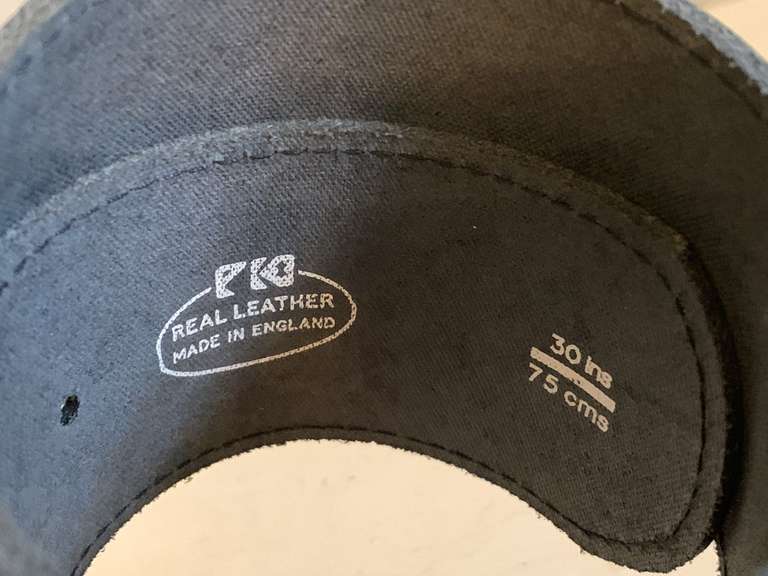 REAL LEATHER
MADE IN ENGLAND
30 Ins
75 cms